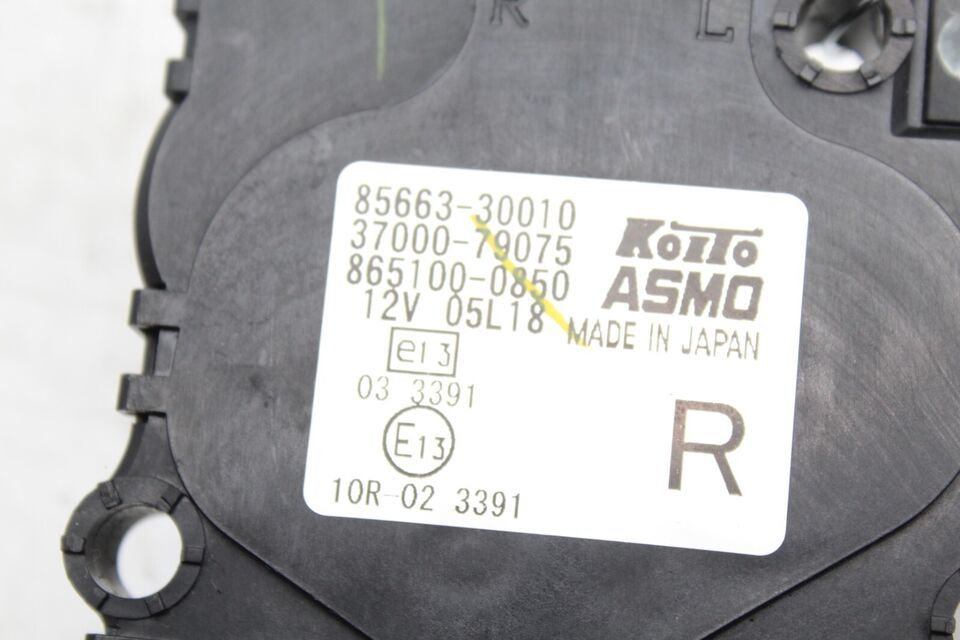 R L
85663-30010
37000-79075
865100-0850
12V 05L18
e13
03 3391
E13
10R-02 3391
KOITO
ASMO
MADE IN JAPAN
R